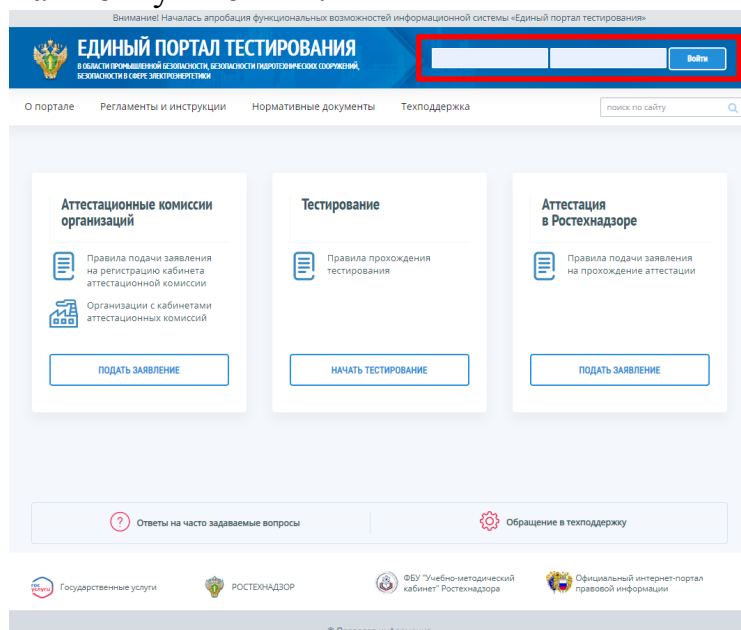 Внимание! Началась апробация функциональных возможностей информационной системы «Единый портал тестирования»
ЕДИНЫЙ ПОРТАЛ ТЕСТИРОВАНИЯ
В ОБЛАСТИ ПРОМЫШЛЕННОЙ БЕЗОПАСНОСТИ, БЕЗОПАСНОСТИ ГИДРОТЕХНИЧЕСКИХ СООРУЖЕНИЙ,
БЕЗОПАСНОСТИ В СФЕРЕ ЭЛЕКТРОЭНЕРГЕТИКИ
Войти
О портале Регламенты и инструкции Нормативные документы Техподдержка поиск по сайту
Аттестационные комиссии
организаций
Правила подачи заявления
на регистрацию кабинета
аттестационной комиссии
Организации с кабинетами
аттестационных комиссий
ПОДАТЬ ЗАЯВЛЕНИЕ
Тестирование
Правила прохождения
тестирования
НАЧАТЬ ТЕСТИРОВАНИЕ
Аттестация
в Ростехнадзоре
Правила подачи заявления
на прохождение аттестации
ПОДАТЬ ЗАЯВЛЕНИЕ
Ответы на часто задаваемые вопросы
Обращение в техподдержку
гос
услуги
Государственные услуги
РОСТЕХНАДЗОР
ФБУ "Учебно-методический
кабинет" Ростехнадзора
Официальный интернет-портал
правовой информации